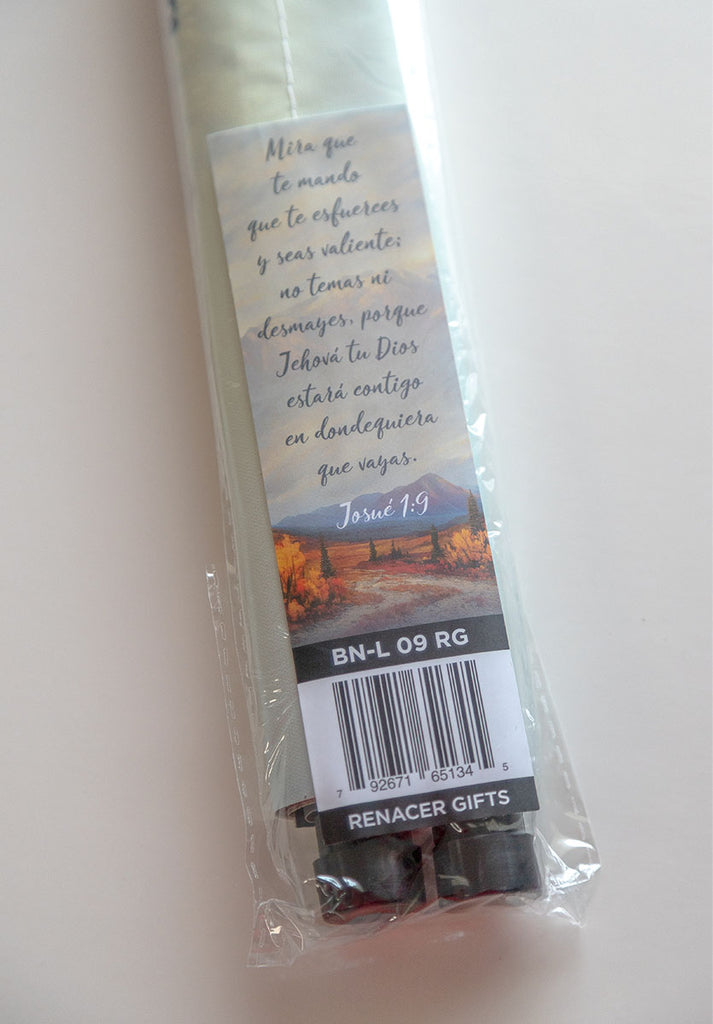 Mira que
te mando
que te esfuerces
y seas valiente;
no temas ni
desmayes, porque
Jehová tu Dios
estará contigo
en dondequiera
que vayas.
Josué 1:9
BN-L 09 RG
7 92671 65134 5
RENACER GIFTS